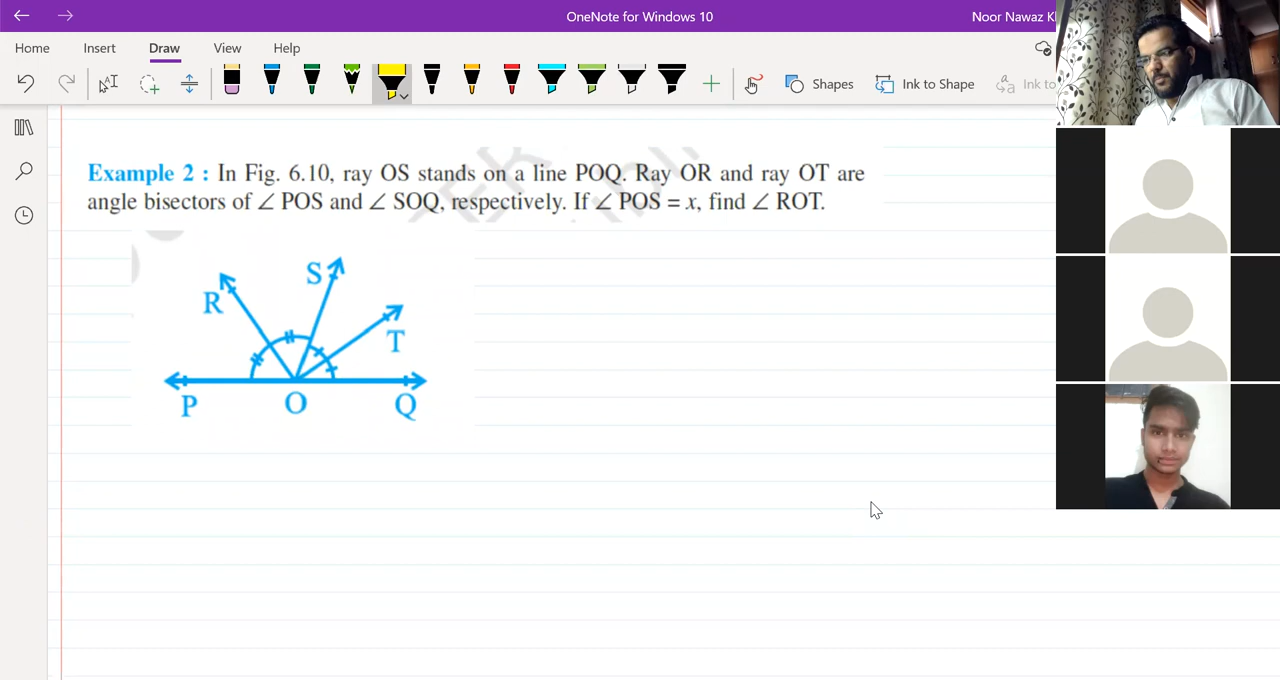 OneNote for Windows 10
Noor Nawaz Kh
Home Insert Draw View Help
Shapes Ink to Shape Ink to
Example 2 : In Fig. 6.10, ray OS stands on a line POQ. Ray OR and ray OT are
angle bisectors of ∠ POS and ∠ SOQ, respectively. If ∠ POS = x, find ∠ ROT.
S
R
T
P O Q